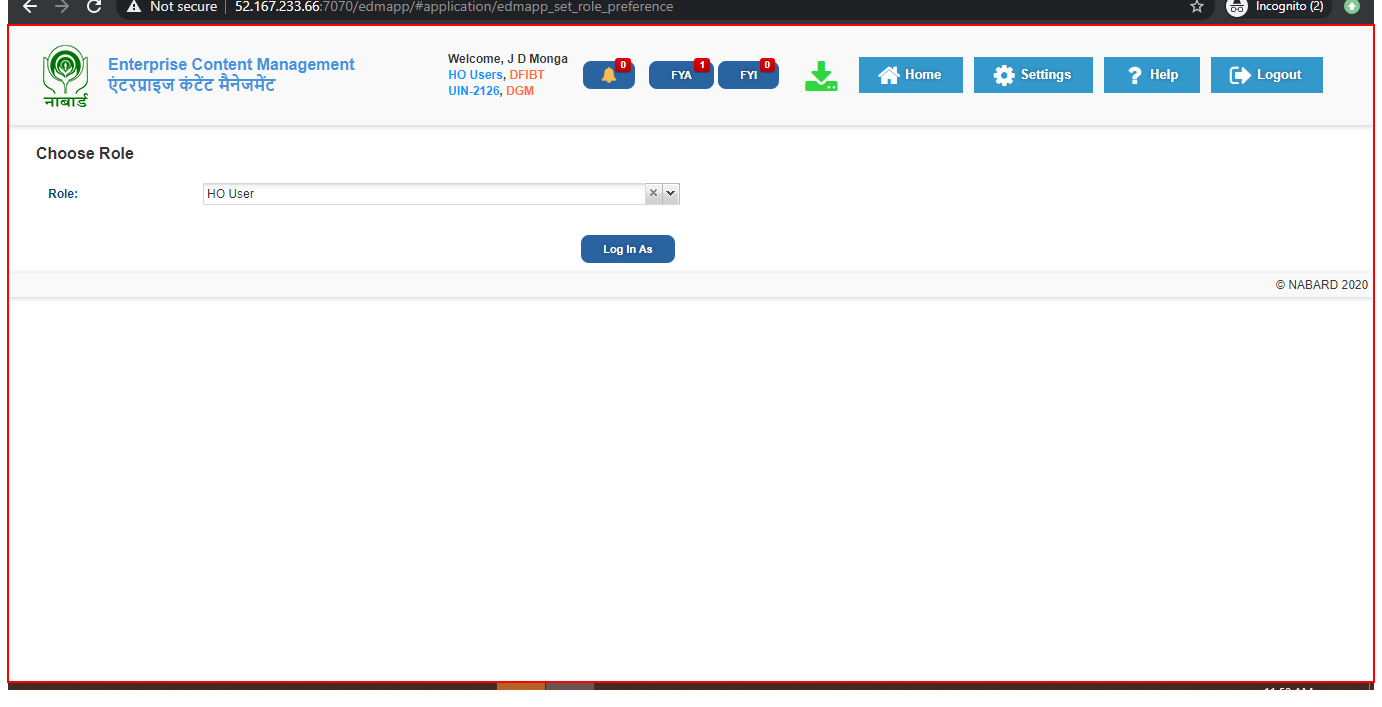 Not secure | 52.167.233.66:7070/edmapp/#application/edmapp_set_role_preference
Incognito (2)
नाबार्ड
Enterprise Content Management
एंटरप्राइज कंटेंट मैनेजमेंट
Welcome, J D Monga
HO Users, DFIBT
UIN-2126, DGM
0
FYA 1
FYI 0
Home
Settings
? Help
Logout
Choose Role
Role:
HO User
Log In As
© NABARD 2020